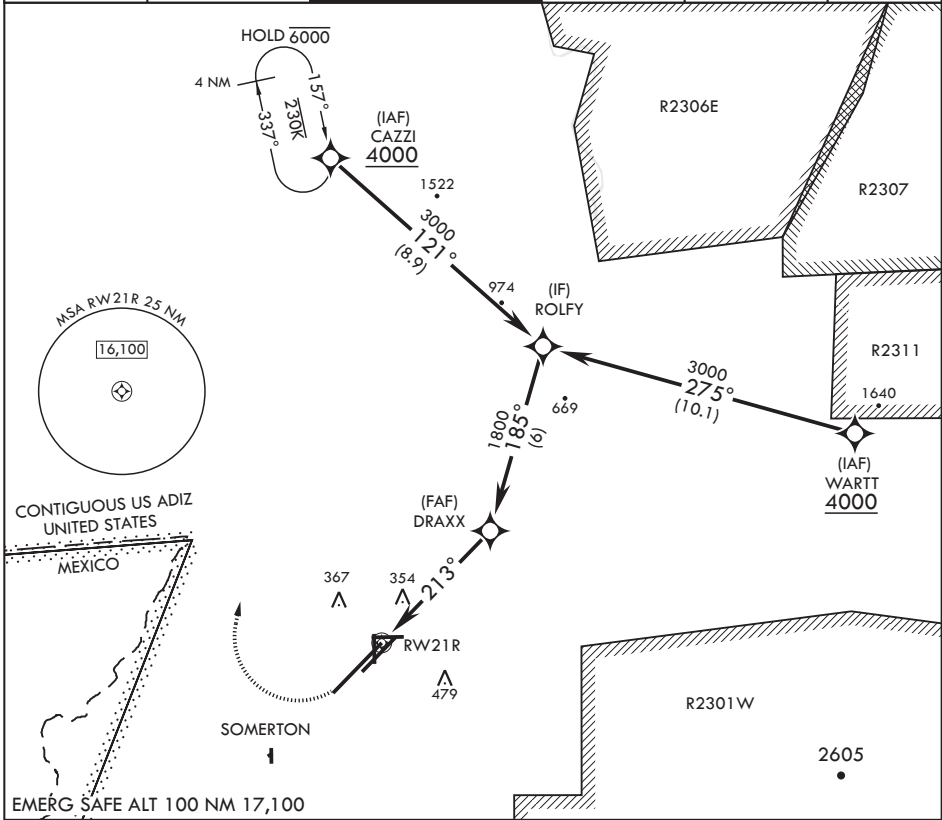 HOLD 6000
4 NM
157°
230K
337°
(IAF)
CAZZI
4000
1522
3000
121°
(8.9)
974
(IF)
ROLFY
R2306E
R2307
R2311
1640
3000
275°
(10.1)
(IAF)
WARTT
4000
669
1800
185°
(6)
MSA RW21R 25 NM
16,100
CONTIGUOUS US ADIZ
UNITED STATES
MEXICO
(FAF)
DRAXX
213°
367
354
RW21R
479
SOMERTON
R2301W
2605
EMERG SAFE ALT 100 NM 17,100